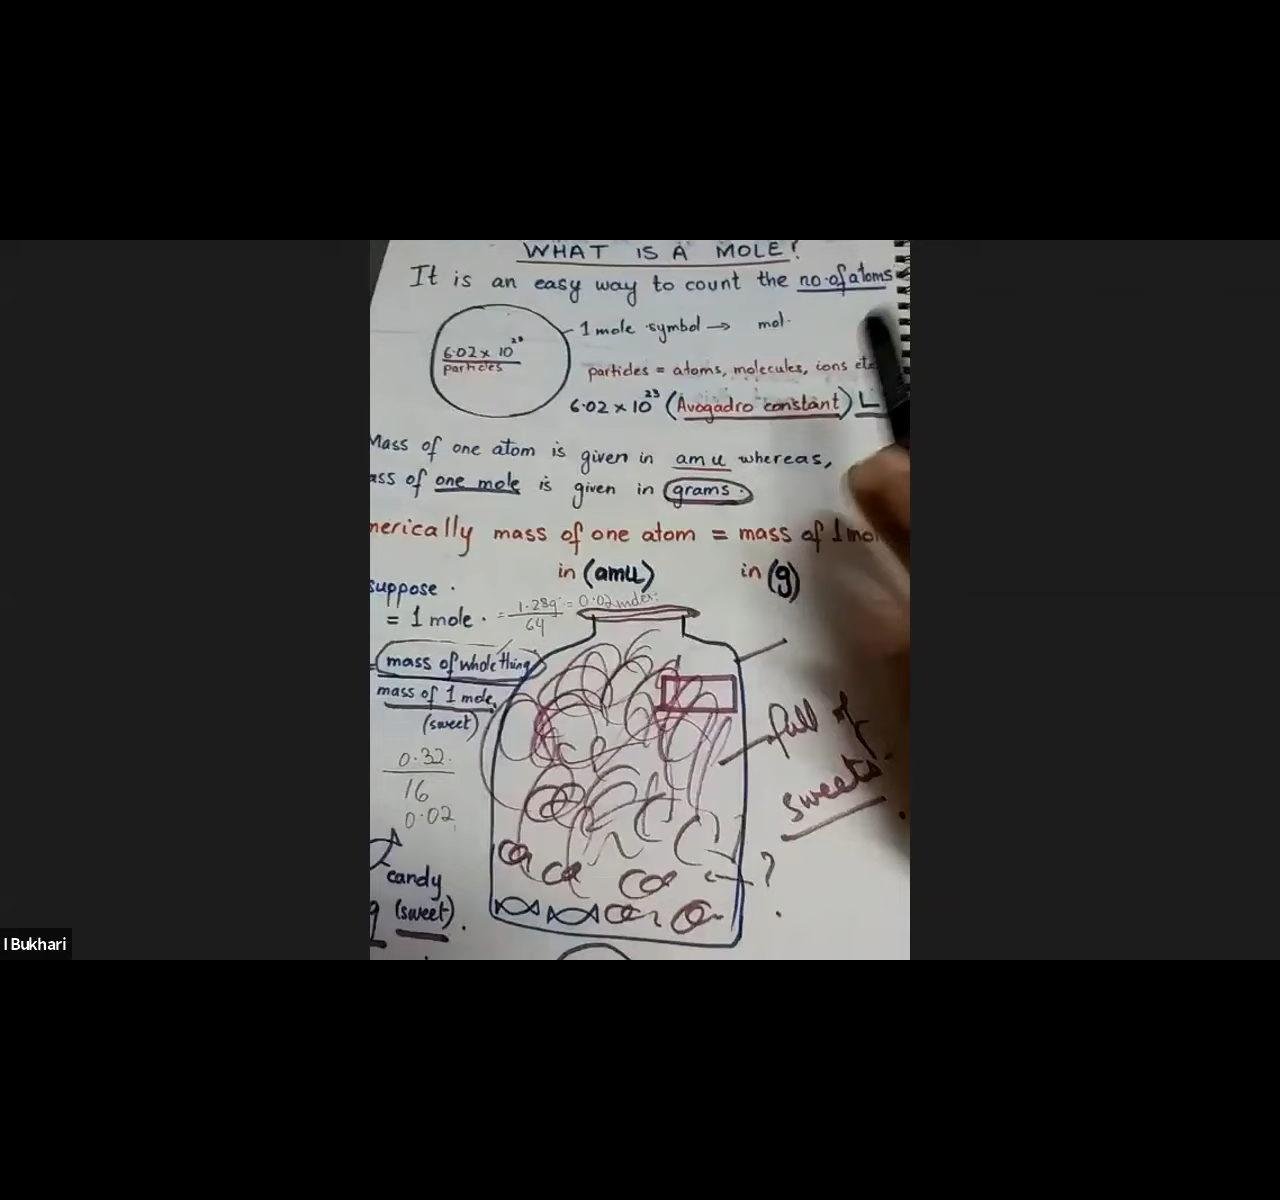 WHAT IS A MOLE?
It is an easy way to count the no. of atoms
6.02 x 10²³
particles
1 mole symbol → mol.
particles = atoms, molecules, ions etc
6.02 x 10²³ (Avogadro constant) L
Mass of one atom is given in amu whereas,
ass of one mole is given in grams.
merically mass of one atom = mass of 1 mol
in (amu) in (g)
suppose.
= 1 mole. = 1.28g = 0.02
64
= mass of whole thing
mass of 1 mole
(sweet)
0.32
16
0.02
full of
sweets
?
candy
(sweet).
I Bukhari